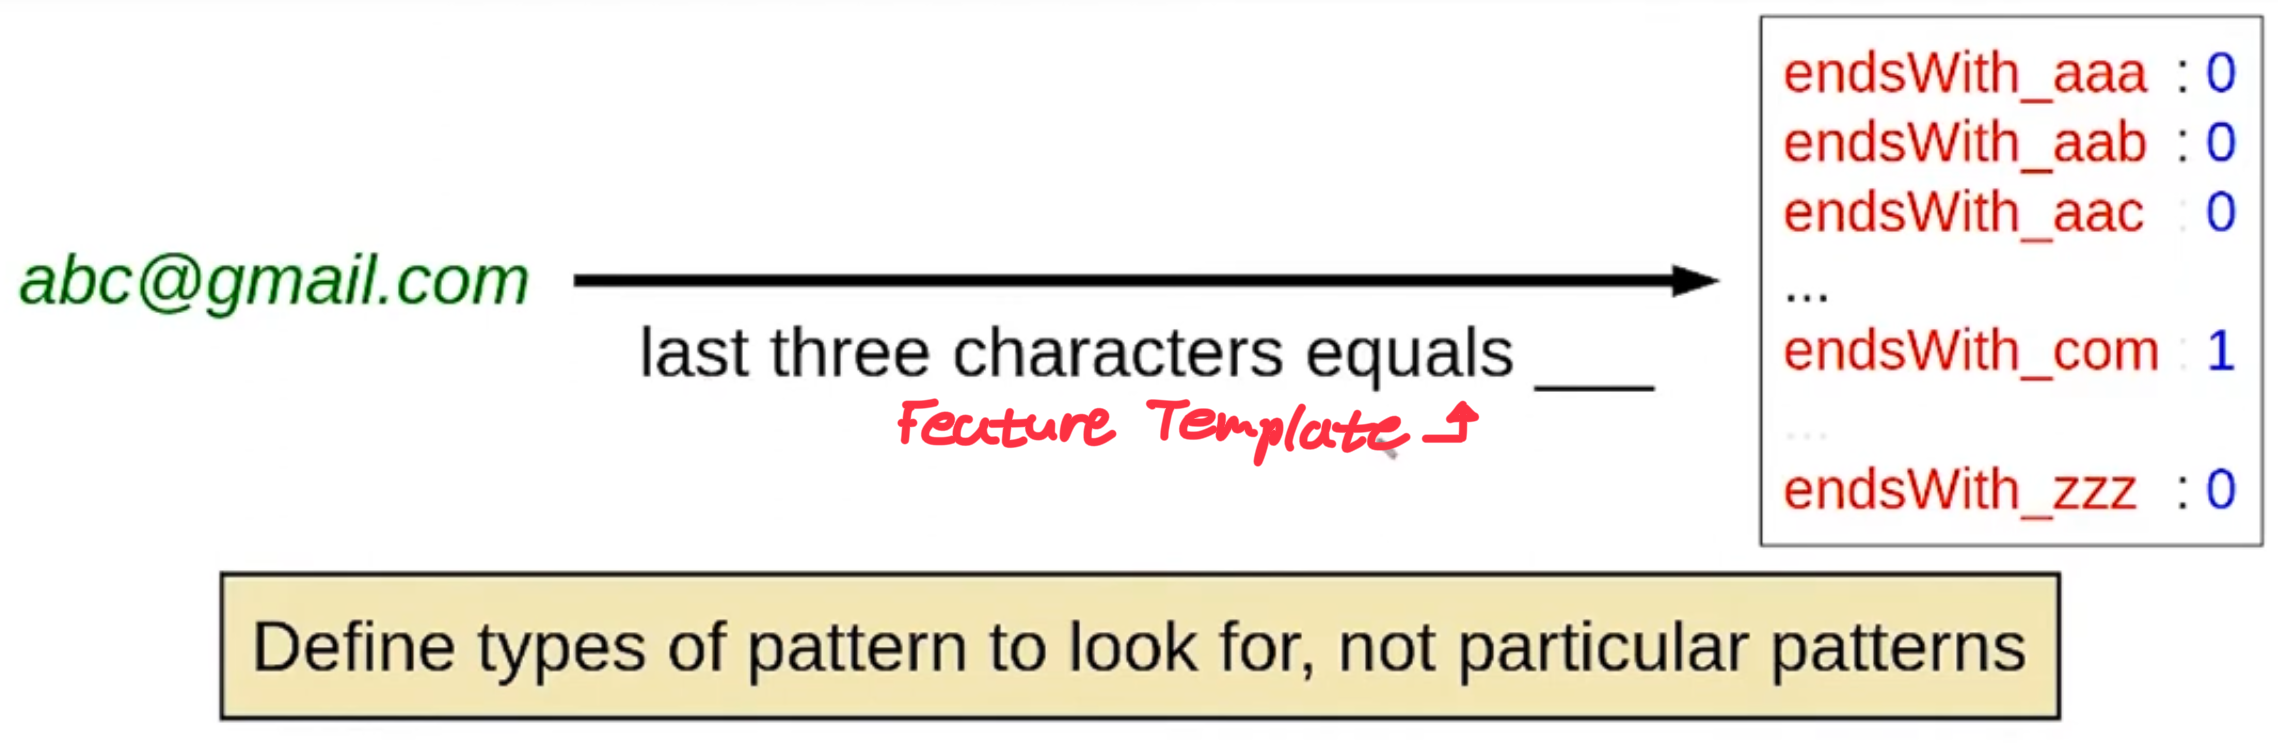 abc@gmail.com
last three characters equals ___
Feature Template
endsWith_aaa : 0
endsWith_aab : 0
endsWith_aac : 0
...
endsWith_com : 1
...
endsWith_zzz : 0
Define types of pattern to look for, not particular patterns